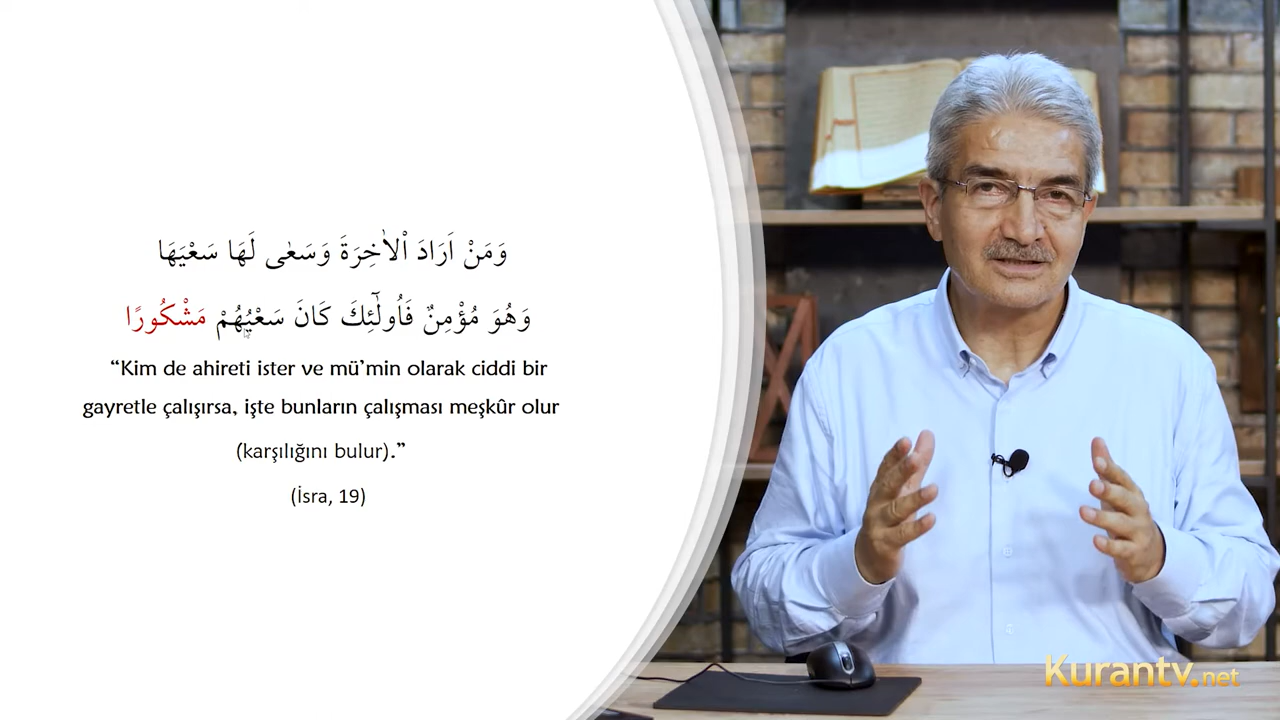 وَمَنْ اَرَادَ الْاٰخِرَةَ وَسَعٰى لَهَا سَعْيَهَا
وَهُوَ مُؤْمِنٌ فَاُو۬لٰٓئِكَ كَانَ سَعْيُهُمْ مَشْكُورًا
“Kim de ahireti ister ve mü’min olarak ciddi bir
gayretle çalışırsa, işte bunların çalışması meşkûr olur
(karşılığını bulur).”
(İsra, 19)
Kurantv.net